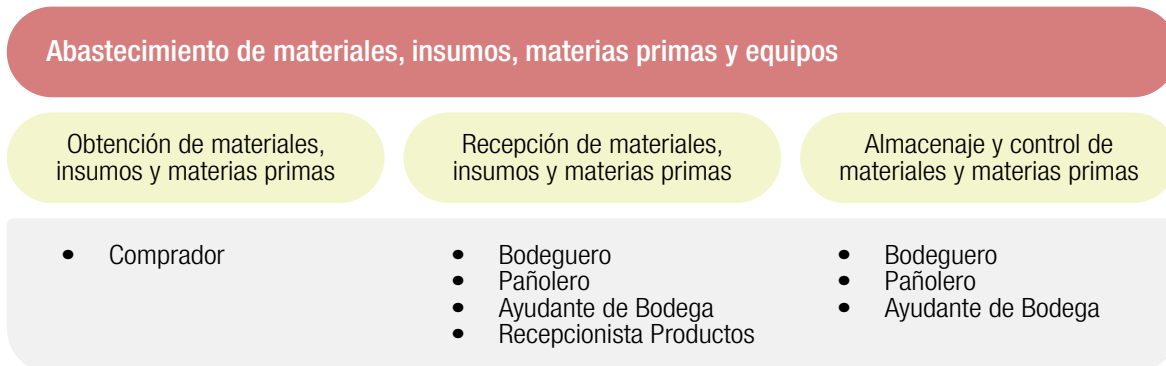 Abastecimiento de materiales, insumos, materias primas y equipos
Obtención de materiales,
insumos y materias primas
Recepción de materiales,
insumos y materias primas
Almacenaje y control de
materiales y materias primas
• Comprador
• Bodeguero
• Pañolero
• Ayudante de Bodega
• Recepcionista Productos
• Bodeguero
• Pañolero
• Ayudante de Bodega